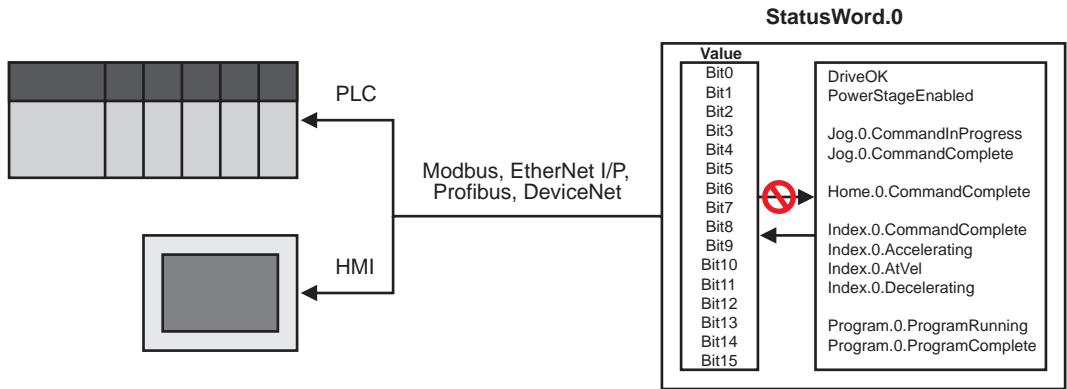 StatusWord.0
PLC
Modbus, EtherNet I/P,
Profibus, DeviceNet
HMI
Value
Bit0
Bit1
Bit2
Bit3
Bit4
Bit5
Bit6
Bit7
Bit8
Bit9
Bit10
Bit11
Bit12
Bit13
Bit14
Bit15
DriveOK
PowerStageEnabled
Jog.0.CommandInProgress
Jog.0.CommandComplete
Home.0.CommandComplete
Index.0.CommandComplete
Index.0.Accelerating
Index.0.AtVel
Index.0.Decelerating
Program.0.ProgramRunning
Program.0.ProgramComplete